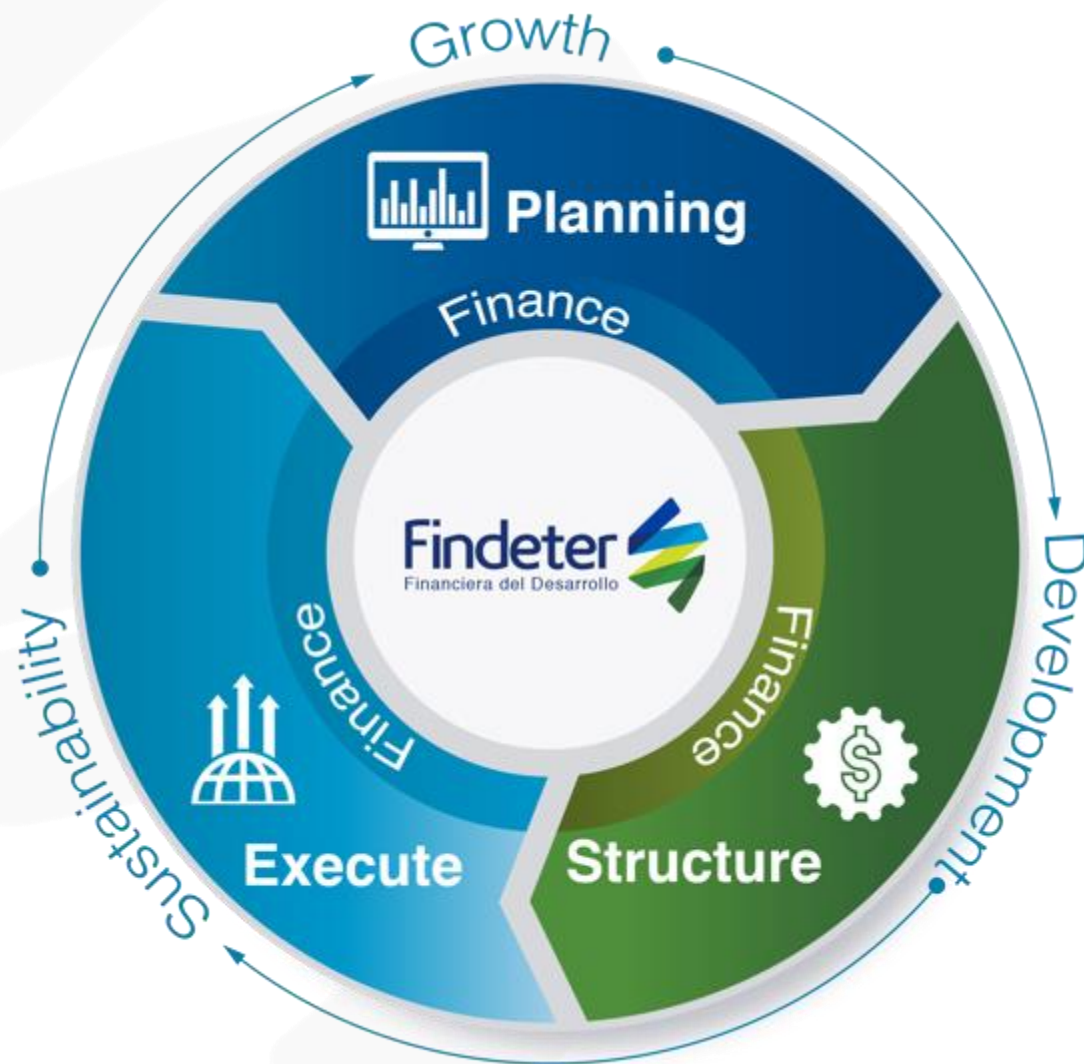 Growth
Planning
Finance
Findeter
Financiera del Desarrollo
Development
Finance
Structure
Sustainability
Finance
Execute
$